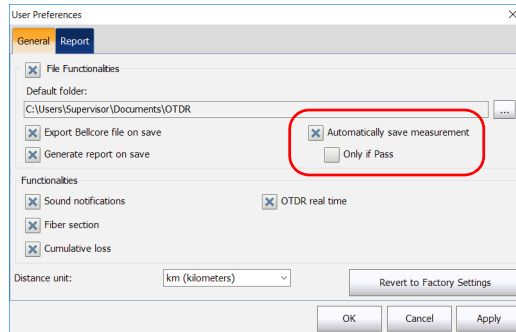 User Preferences
General Report
File Functionalities
Default folder:
C:\Users\Supervisor\Documents\OTDR
...
Export Bellcore file on save
Automatically save measurement
Generate report on save
Only if Pass
Functionalities
Sound notifications
OTDR real time
Fiber section
Cumulative loss
Distance unit:
km (kilometers)
Revert to Factory Settings
OK
Cancel
Apply